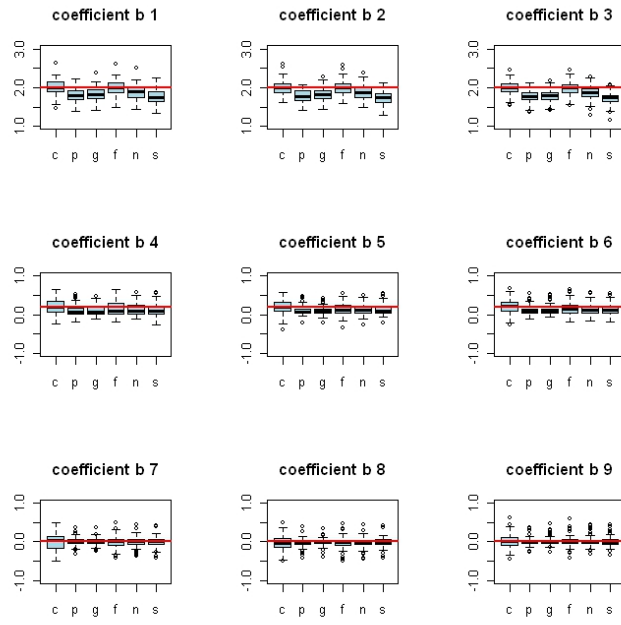 coefficient b 1
3.0
2.0
1.0
c p g f n s
coefficient b 2
3.0
2.0
1.0
c p g f n s
coefficient b 3
3.0
2.0
1.0
c p g f n s
coefficient b 4
1.0
0.0
-1.0
c p g f n s
coefficient b 5
1.0
0.0
-1.0
c p g f n s
coefficient b 6
1.0
0.0
-1.0
c p g f n s
coefficient b 7
1.0
0.0
-1.0
c p g f n s
coefficient b 8
1.0
0.0
-1.0
c p g f n s
coefficient b 9
1.0
0.0
-1.0
c p g f n s